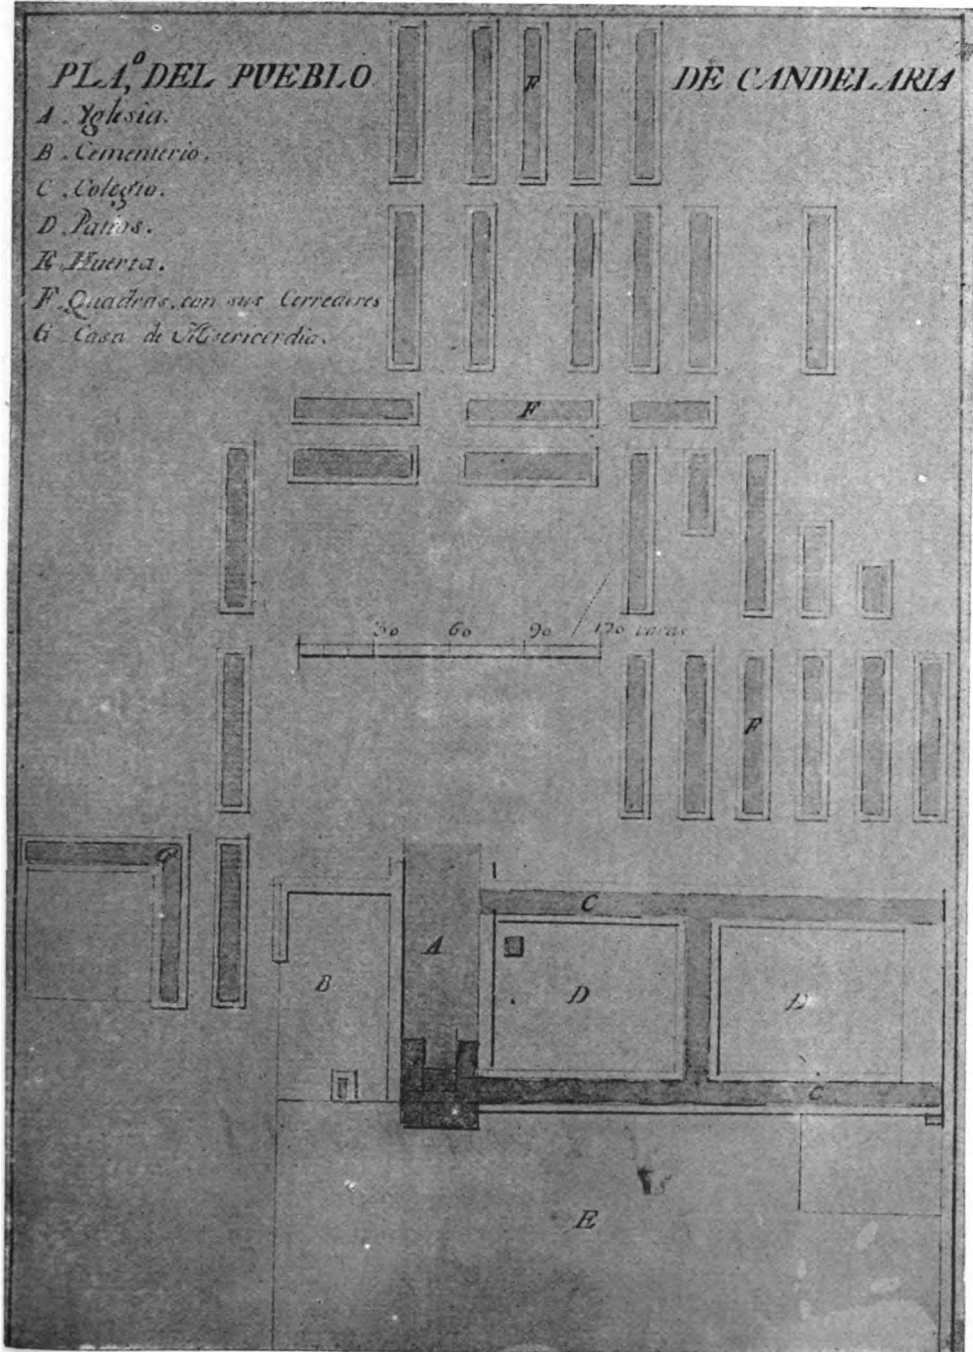 PLA,º DEL PUEBLO DE CANDELARIA
A. Yglesia.
B. Cementerio.
C. Colegio.
D. Patios.
E. Huerta.
F. Quadras, con sus Corredores
G. Casa de Misericordia.
F
F
30 60 90 120 varas
F
G
C
A
B
D
D
C
E